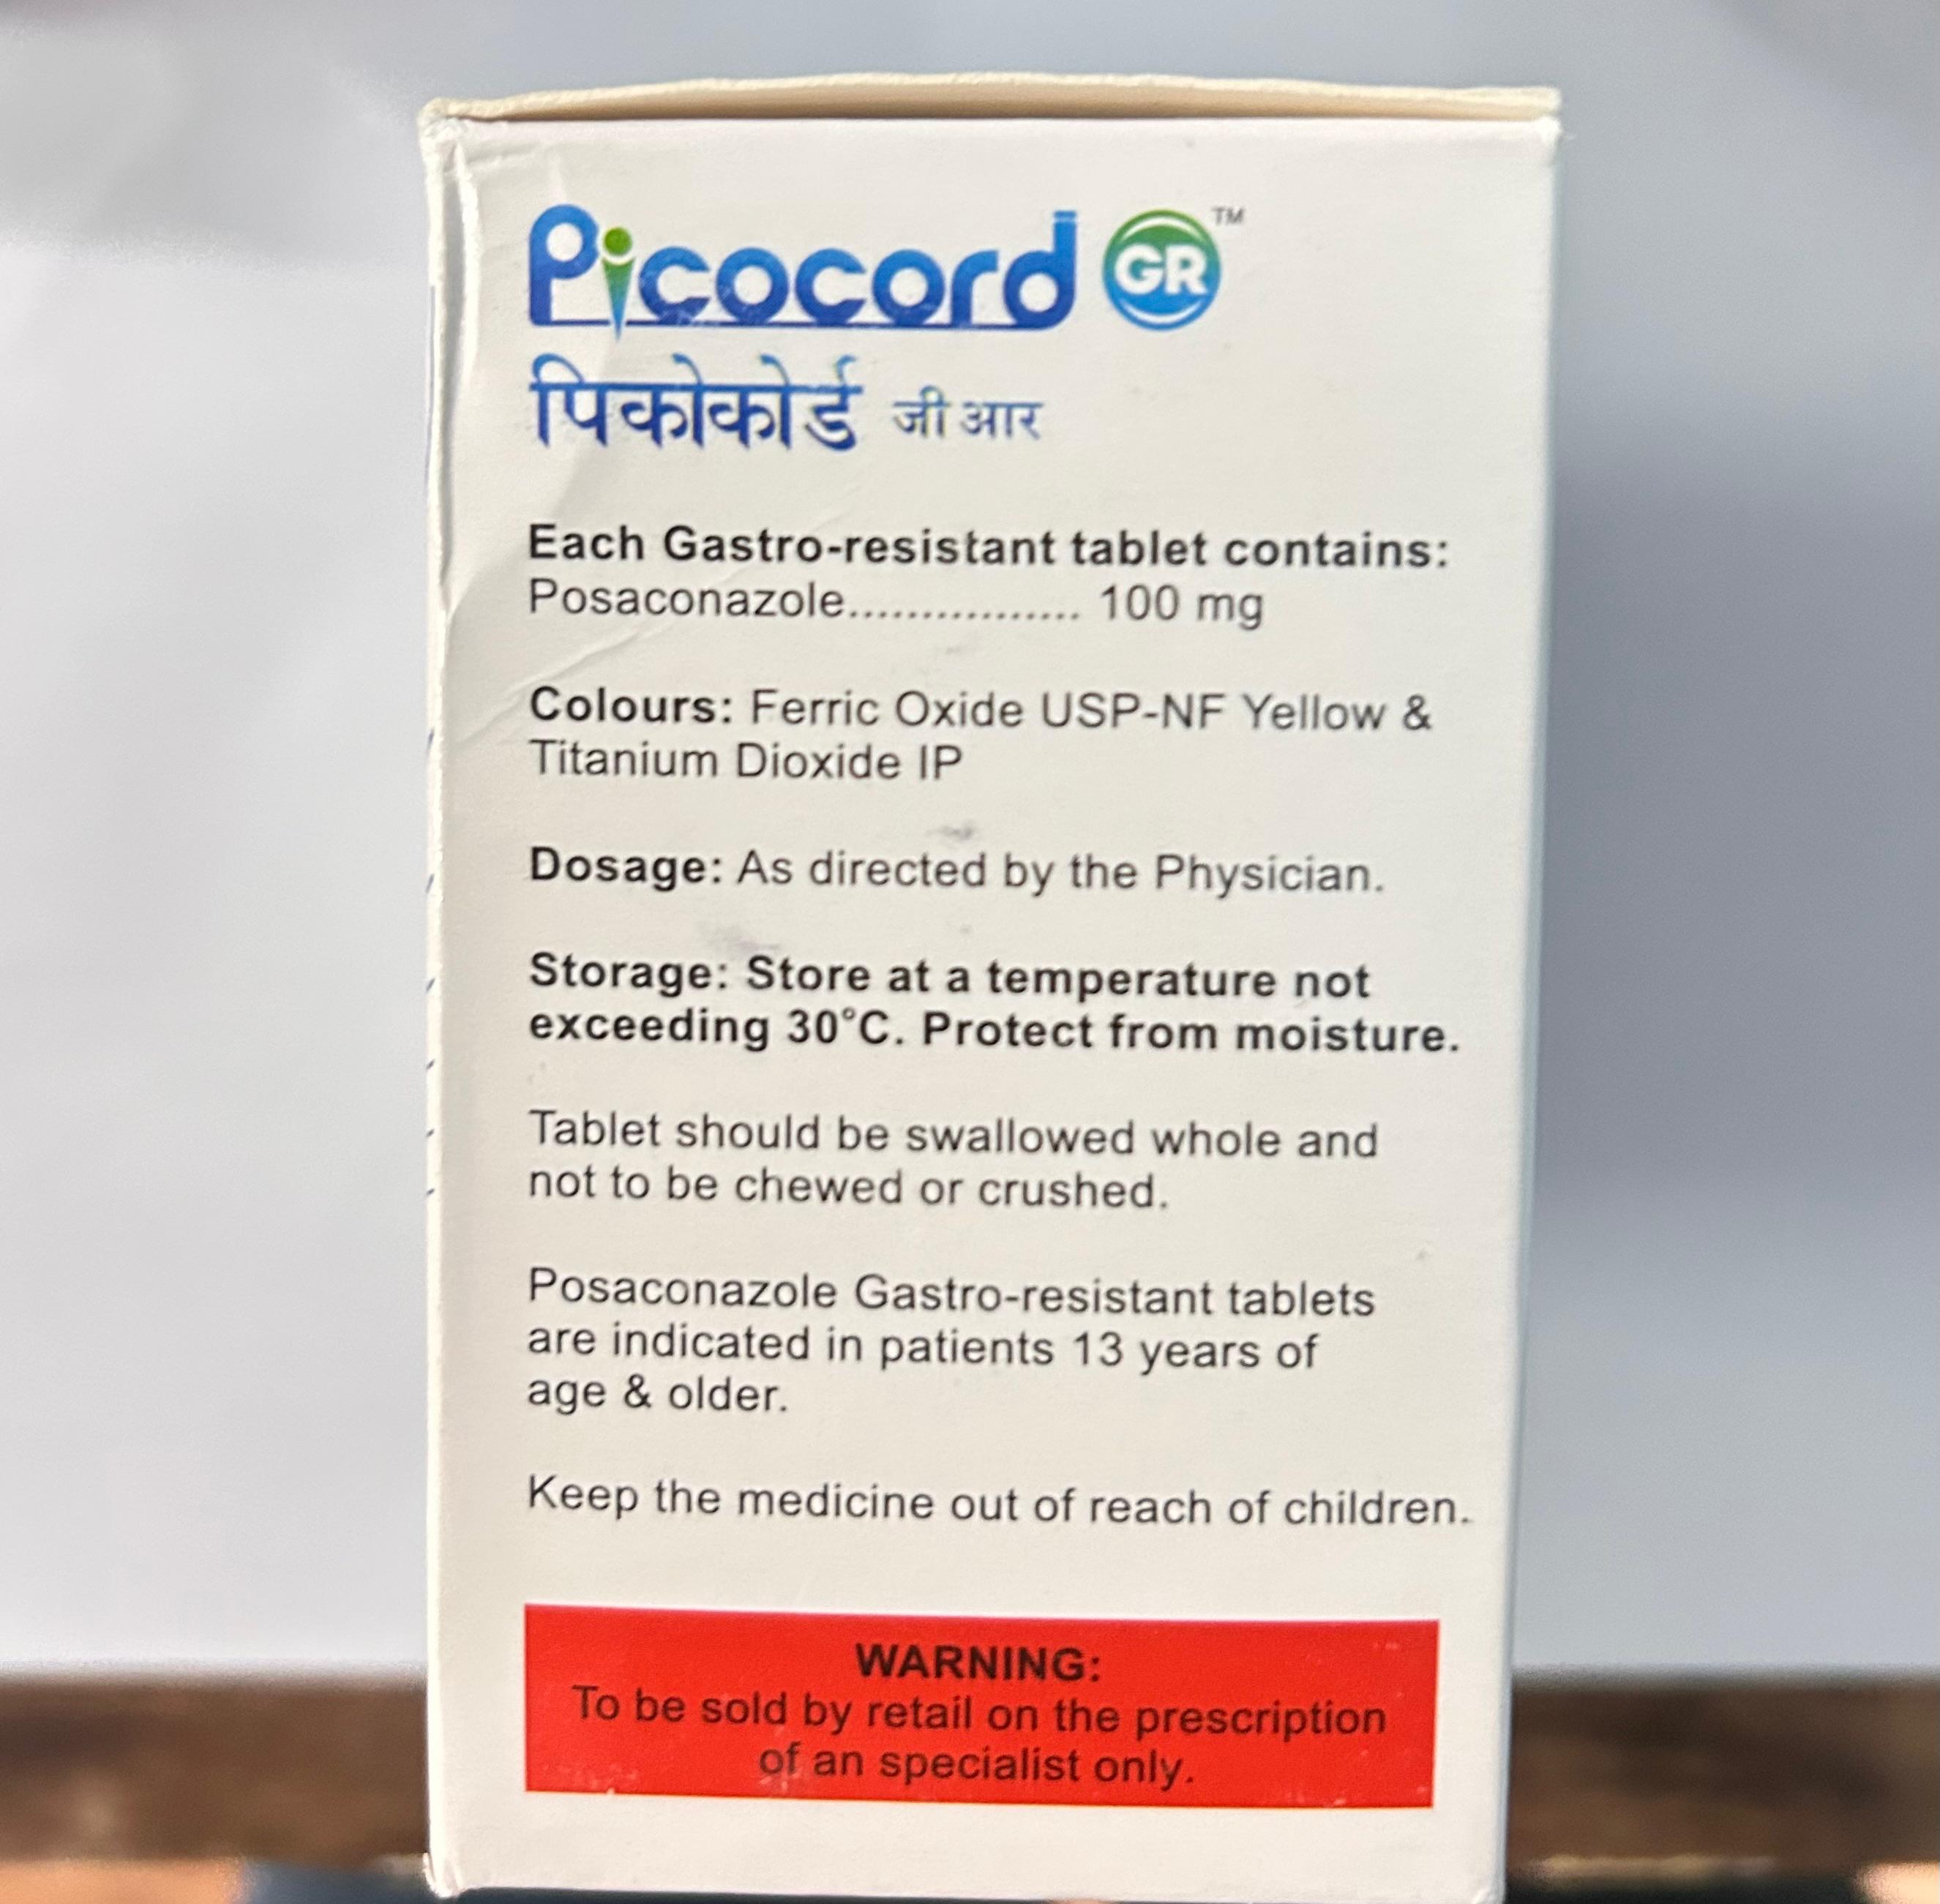 Picocord GR™
पिकोकोर्ड जी आर
Each Gastro-resistant tablet contains:
Posaconazole................ 100 mg
Colours: Ferric Oxide USP-NF Yellow &
Titanium Dioxide IP
Dosage: As directed by the Physician.
Storage: Store at a temperature not
exceeding 30°C. Protect from moisture.
Tablet should be swallowed whole and
not to be chewed or crushed.
Posaconazole Gastro-resistant tablets
are indicated in patients 13 years of
age & older.
Keep the medicine out of reach of children.
WARNING:
To be sold by retail on the prescription
of an specialist only.